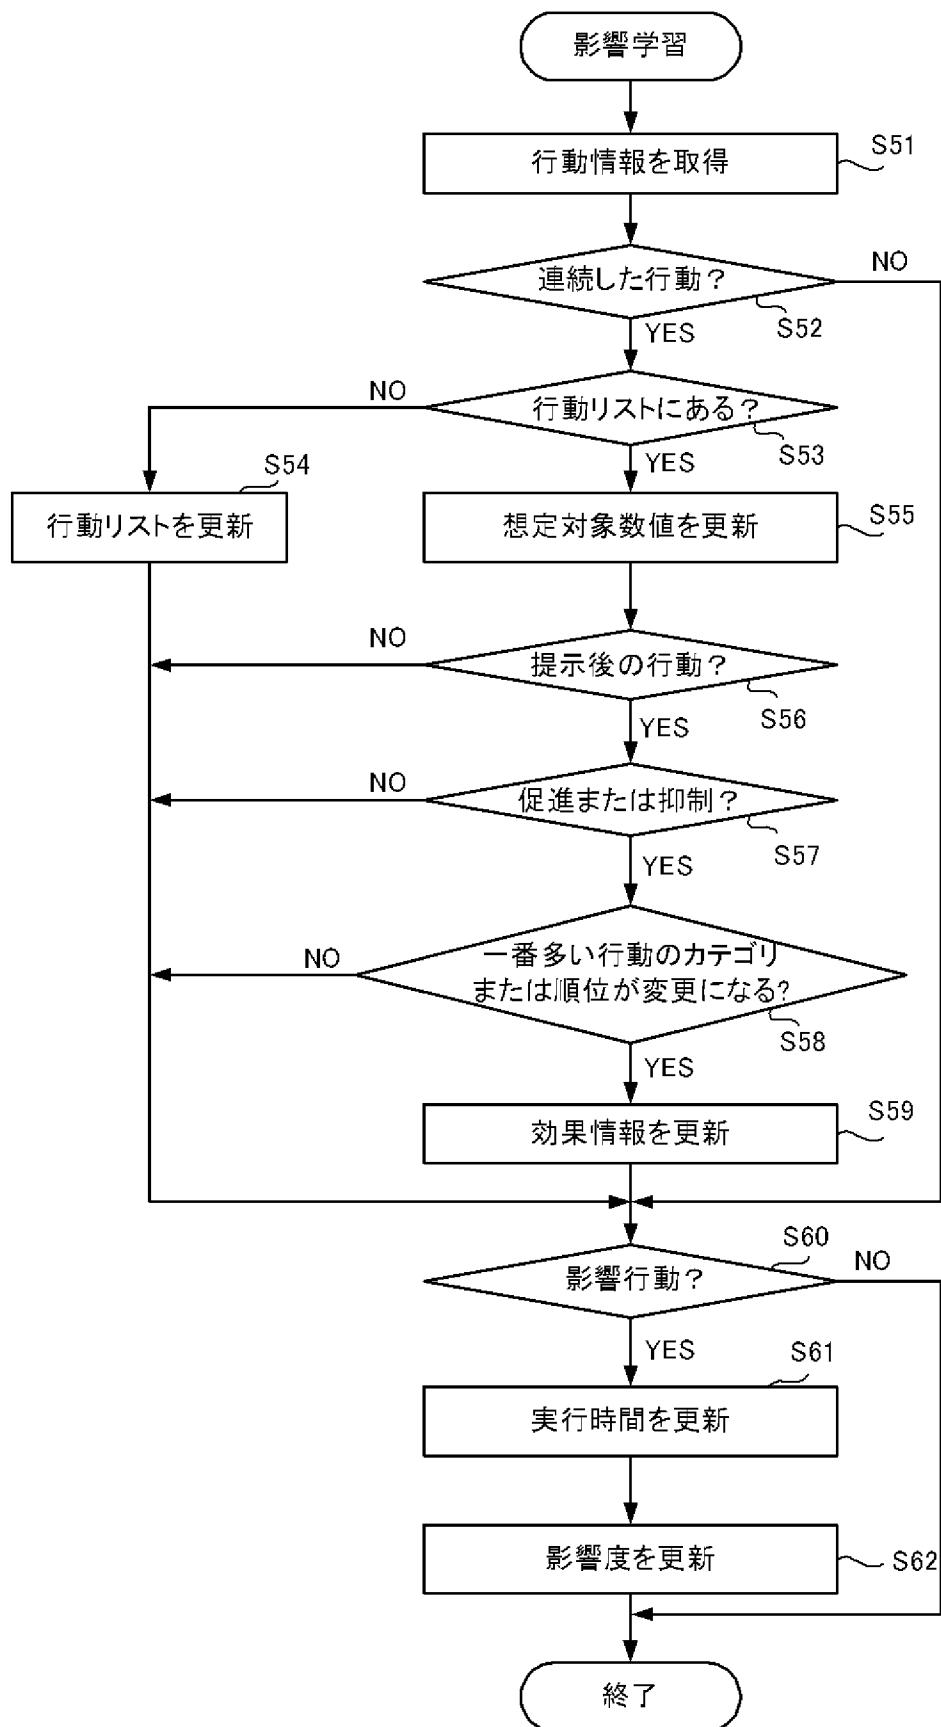 影響学習
行動情報を取得
S51
連続した行動？
NO
S52
YES
行動リストにある？
NO
S53
YES
S54
行動リストを更新
想定対象数値を更新
S55
提示後の行動？
NO
S56
YES
促進または抑制？
NO
S57
YES
一番多い行動のカテゴリ
または順位が変更になる?
NO
S58
YES
効果情報を更新
S59
影響行動？
S60
NO
YES
S61
実行時間を更新
影響度を更新
S62
終了